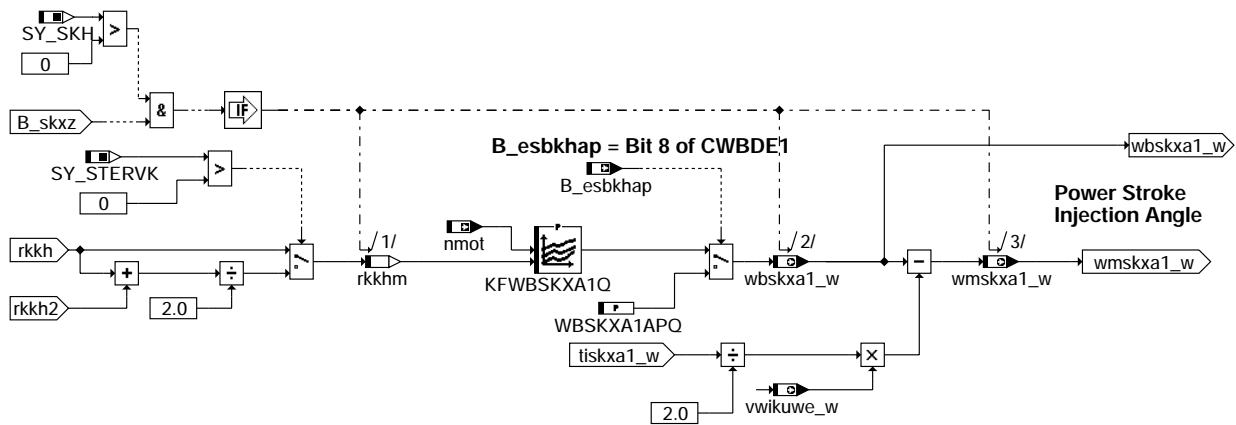 SY_SKH
>
0
B_skxz
&
IF
B_esbkhap = Bit 8 of CWBDE1
B_esbkhap
wbskxa1_w
SY_STERVK
>
0
Power Stroke
Injection Angle
rkkh
/1/
nmot
P
/2/
/3/
rkkhm
KFWBSKXA1Q
wbskxa1_w
−
wmskxa1_w
wmskxa1_w
+
÷
rkkh2
2.0
P
WBSKXA1APQ
tiskxa1_w
÷
×
vwikuwe_w
2.0